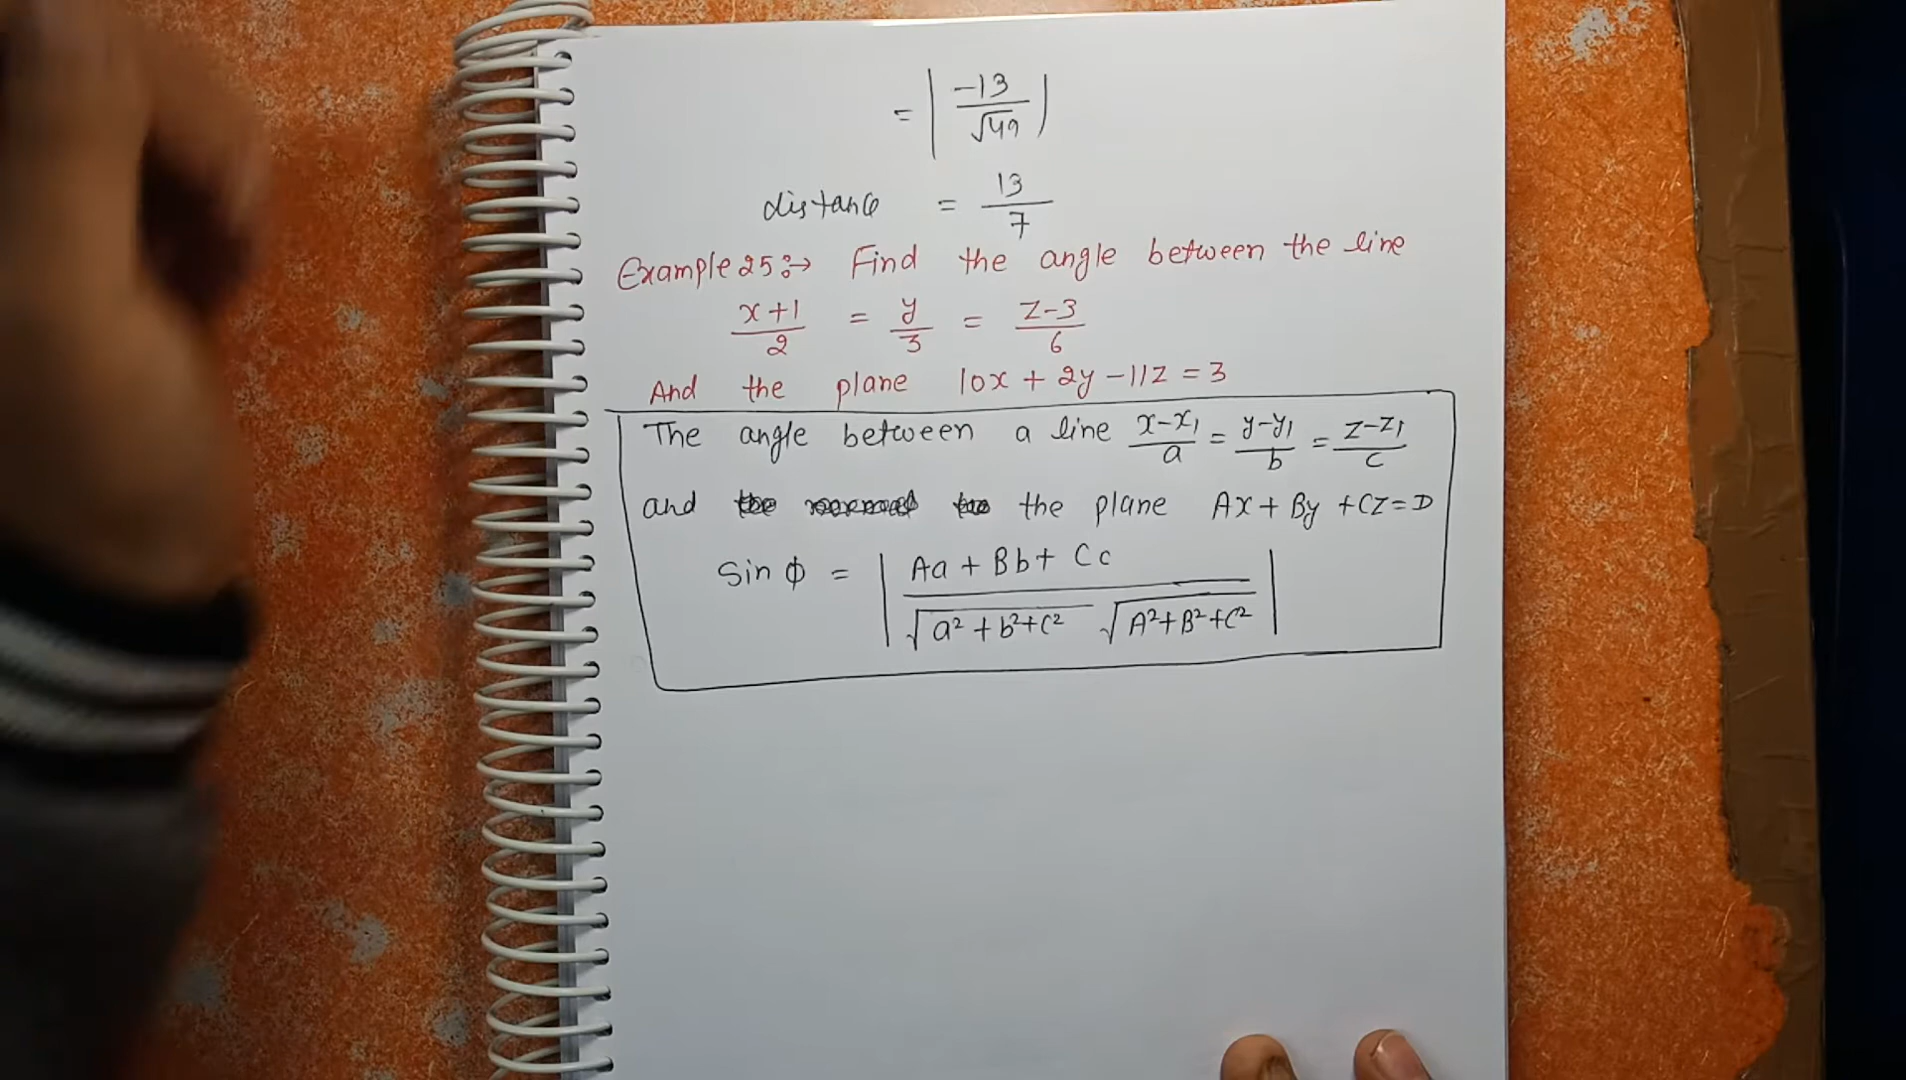 = | -13 / √49 |
distance = 13 / 7
Example 25:→ Find the angle between the line
x+1 / 2 = y / 3 = z-3 / 6
And the plane 10x + 2y - 11z = 3
The angle between a line x-x₁ / a = y-y₁ / b = z-z₁ / c
and the plane Ax + By + Cz = D
Sin φ = | Aa + Bb + Cc / √a² + b² + c² √A² + B² + C² |